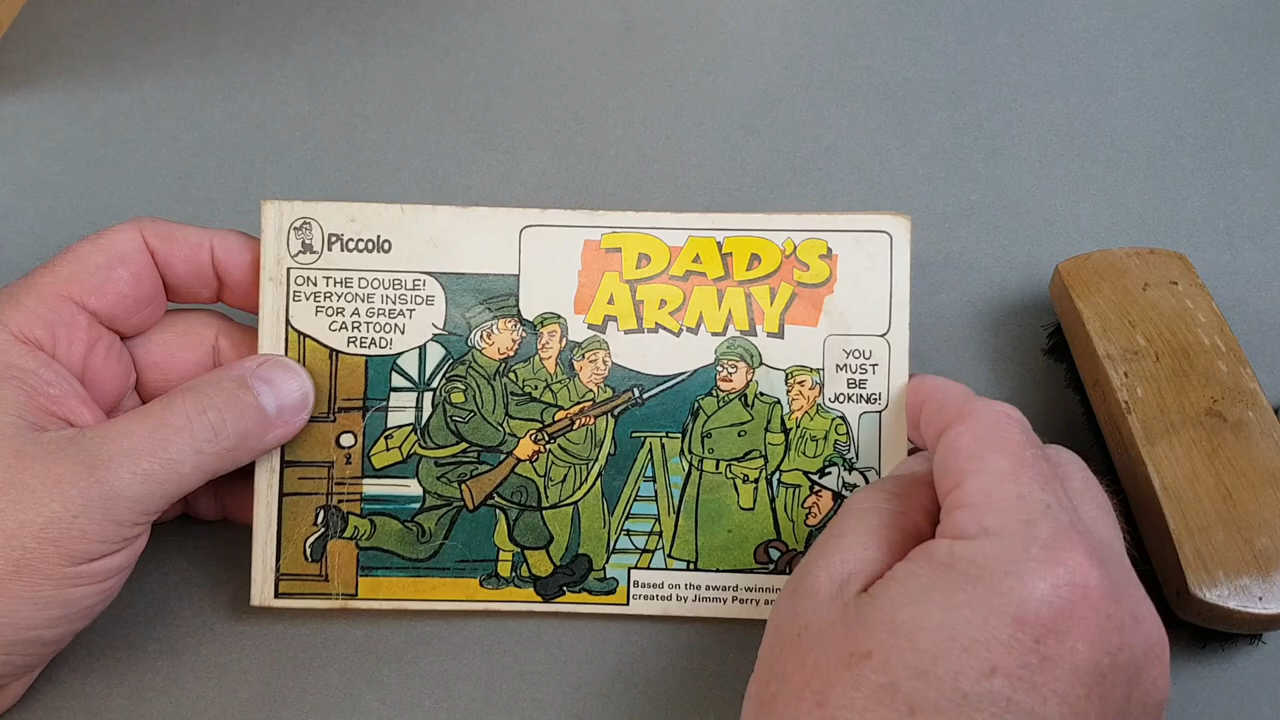 Piccolo
DAD'S
ARMY
ON THE DOUBLE!
EVERYONE INSIDE
FOR A GREAT
CARTOON
READ!
YOU
MUST
BE
JOKING!
2
Based on the award-winnin
created by Jimmy Perry an